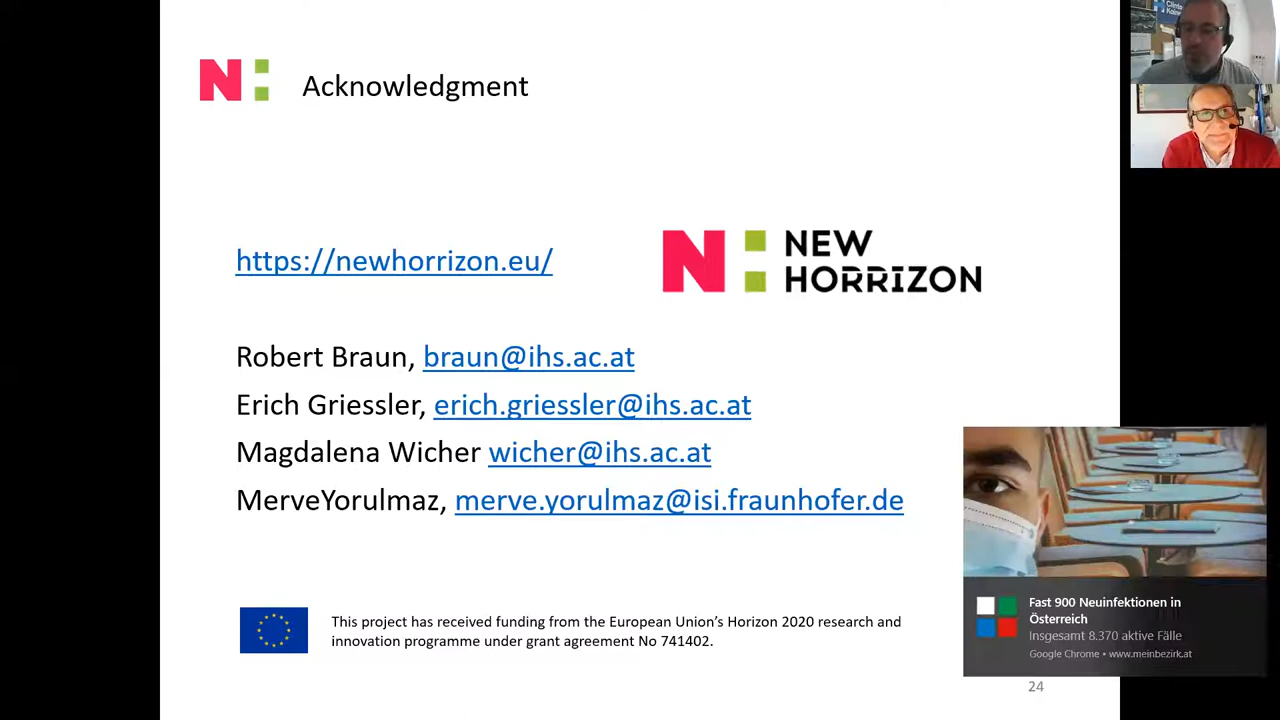 N:
Acknowledgment
https://newhorrizon.eu/
N: NEW
HORRIZON
Robert Braun, braun@ihs.ac.at
Erich Griessler, erich.griessler@ihs.ac.at
Magdalena Wicher wicher@ihs.ac.at
MerveYorulmaz, merve.yorulmaz@isi.fraunhofer.de
This project has received funding from the European Union’s Horizon 2020 research and
innovation programme under grant agreement No 741402.
Fast 900 Neuinfektionen in
Österreich
Insgesamt 8.370 aktive Fälle
Google Chrome • www.meinbezirk.at
24